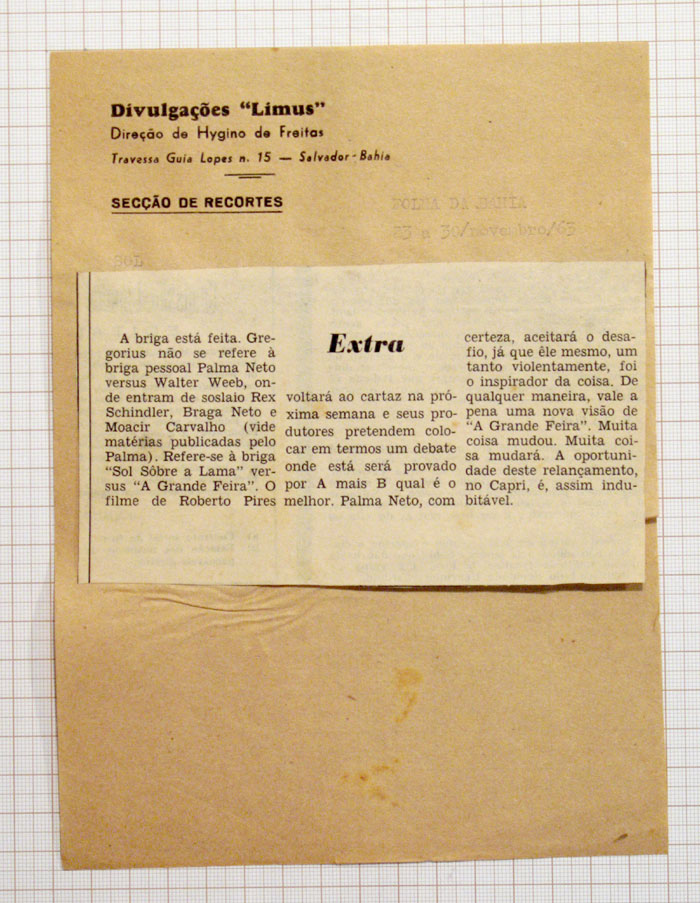 Divulgações "Limus"
Direção de Hygino de Freitas
Travessa Guia Lopes n. 15 — Salvador-Bahia
SECÇÃO DE RECORTES
FOLHA DA BAHIA
23 a 30/novembro/63
SOL
Extra
A briga está feita. Gre-
gorius não se refere à
briga pessoal Palma Neto
versus Walter Weeb, on-
de entram de soslaio Rex
Schindler, Braga Neto e
Moacir Carvalho (vide
matérias publicadas pelo
Palma). Refere-se à briga
"Sol Sôbre a Lama" ver-
sus "A Grande Feira". O
filme de Roberto Pires
voltará ao cartaz na pró-
xima semana e seus pro-
dutores pretendem colo-
car em termos um debate
onde está será provado
por A mais B qual é o
melhor. Palma Neto, com
certeza, aceitará o desa-
fio, já que êle mesmo, um
tanto violentamente, foi
o inspirador da coisa. De
qualquer maneira, vale a
pena uma nova visão de
"A Grande Feira". Muita
coisa mudou. Muita coi-
sa mudará. A oportuni-
dade deste relançamento,
no Capri, é, assim indu-
bitável.